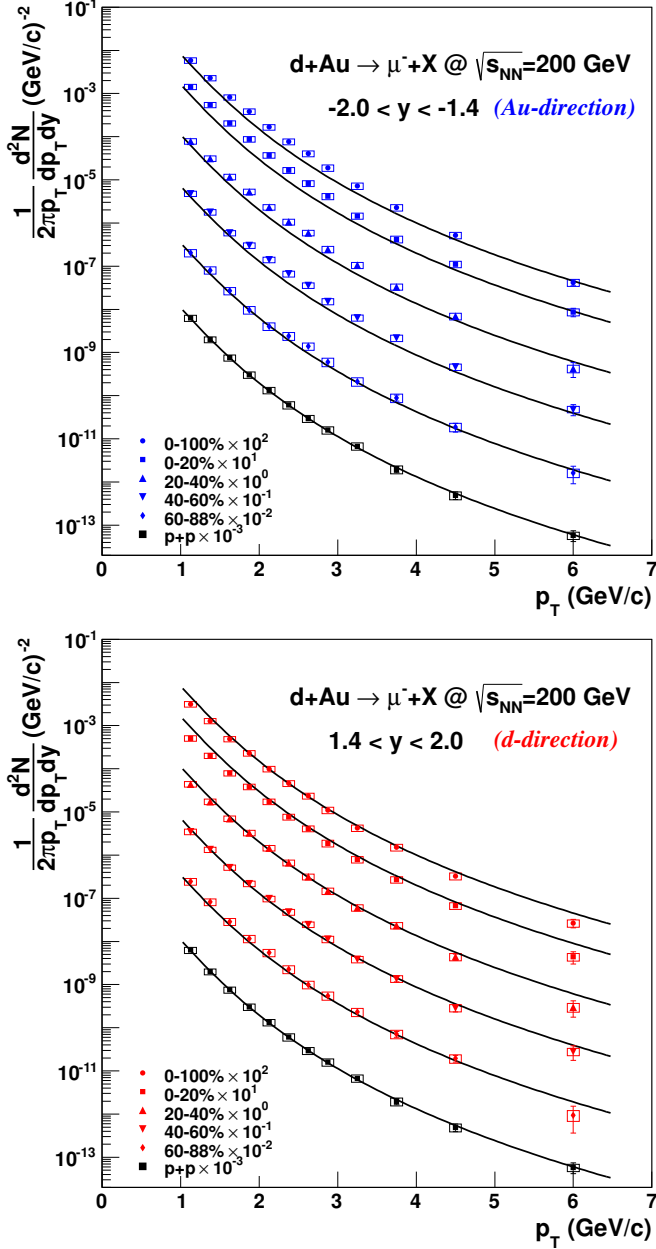 d+Au → μ⁻+X @ √s_NN=200 GeV
-2.0 < y < -1.4 (Au-direction)
1/2πp_T d²N/dp_Tdy (GeV/c)⁻²
10⁻¹
10⁻³
10⁻⁵
10⁻⁷
10⁻⁹
10⁻¹¹
10⁻¹³
0-100% × 10²
0-20% × 10¹
20-40% × 10⁰
40-60% × 10⁻¹
60-88% × 10⁻²
p+p × 10⁻³
0 1 2 3 4 5 6 7
p_T (GeV/c)
d+Au → μ⁻+X @ √s_NN=200 GeV
1.4 < y < 2.0 (d-direction)
1/2πp_T d²N/dp_Tdy (GeV/c)⁻²
10⁻¹
10⁻³
10⁻⁵
10⁻⁷
10⁻⁹
10⁻¹¹
10⁻¹³
0-100% × 10²
0-20% × 10¹
20-40% × 10⁰
40-60% × 10⁻¹
60-88% × 10⁻²
p+p × 10⁻³
0 1 2 3 4 5 6 7
p_T (GeV/c)